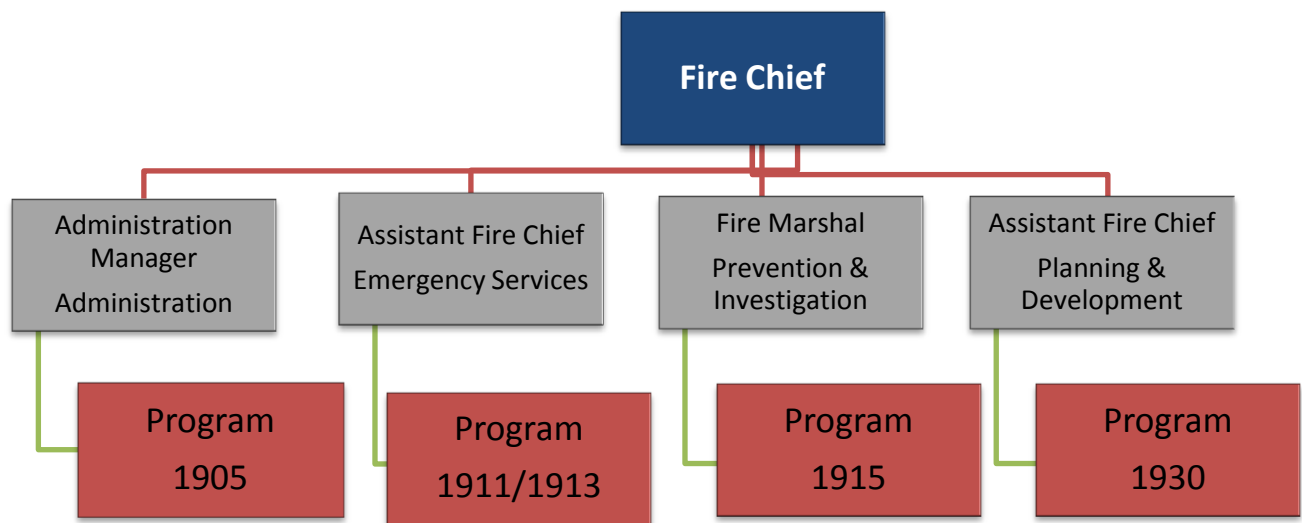 Fire Chief
Administration
Manager
Administration
Assistant Fire Chief
Emergency Services
Fire Marshal
Prevention &
Investigation
Assistant Fire Chief
Planning &
Development
Program
1905
Program
1911/1913
Program
1915
Program
1930